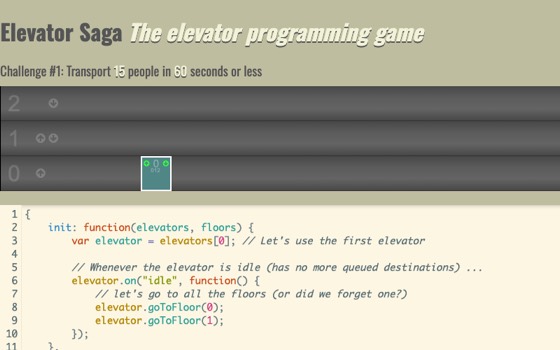 Elevator Saga The elevator programming game
Challenge #1: Transport 15 people in 60 seconds or less
2
1
0
0
1 {
2 init: function(elevators, floors) {
3 var elevator = elevators[0]; // Let's use the first elevator
4
5 // Whenever the elevator is idle (has no more queued destinations) ...
6 elevator.on("idle", function() {
7 // let's go to all the floors (or did we forget one?)
8 elevator.goToFloor(0);
9 elevator.goToFloor(1);
10 });
11 },